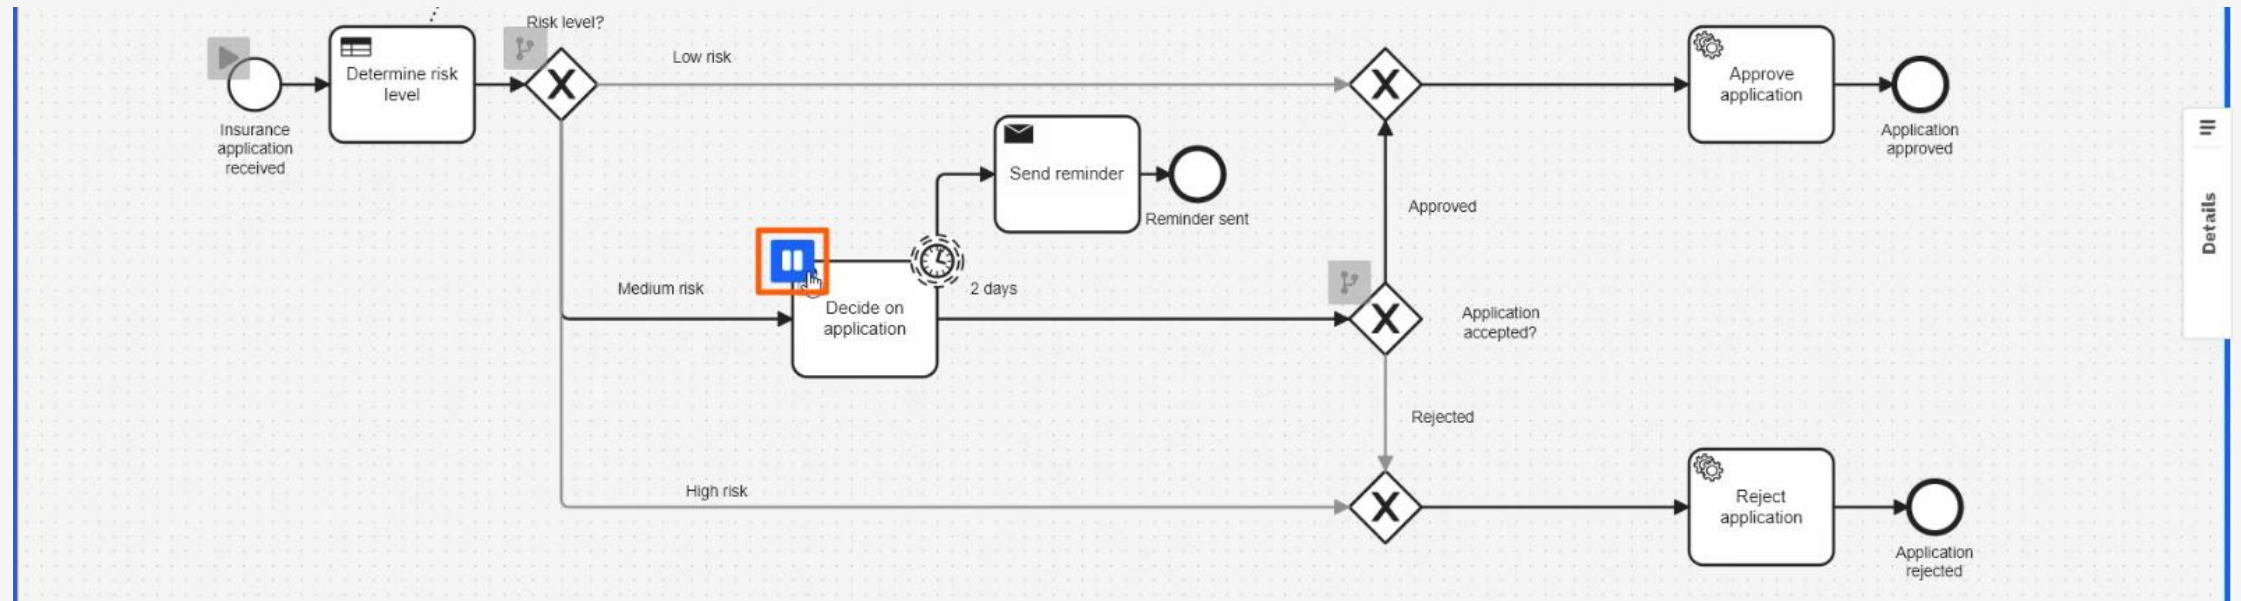 Risk level?
Low risk
Determine risk
level
Insurance
application
received
Approve
application
Application
approved
Send reminder
Reminder sent
Approved
Medium risk
2 days
Decide on
application
Application
accepted?
Rejected
High risk
Reject
application
Application
rejected
Details